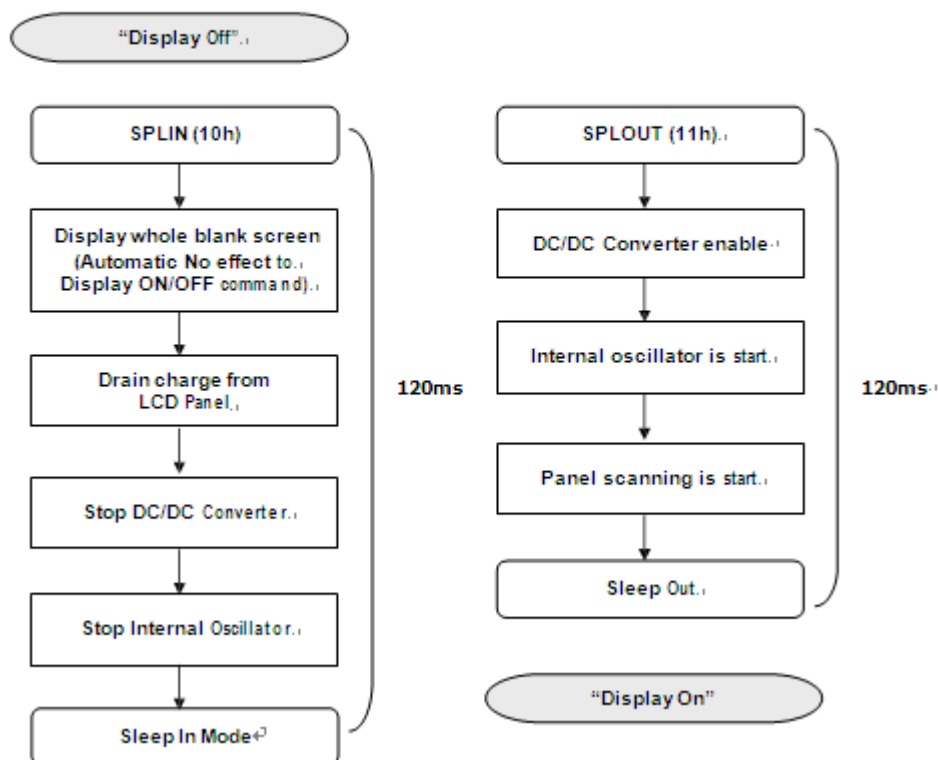 “Display Off”.
SPLIN (10h)
Display whole blank screen
(Automatic No effect to.
Display ON/OFF command).
Drain charge from
LCD Panel.
Stop DC/DC Converter.
Stop Internal Oscillator.
Sleep In Mode↵
120ms
SPLOUT (11h).
DC/DC Converter enable
Internal oscillator is start.
Panel scanning is start.
Sleep Out.
120ms
“Display On”